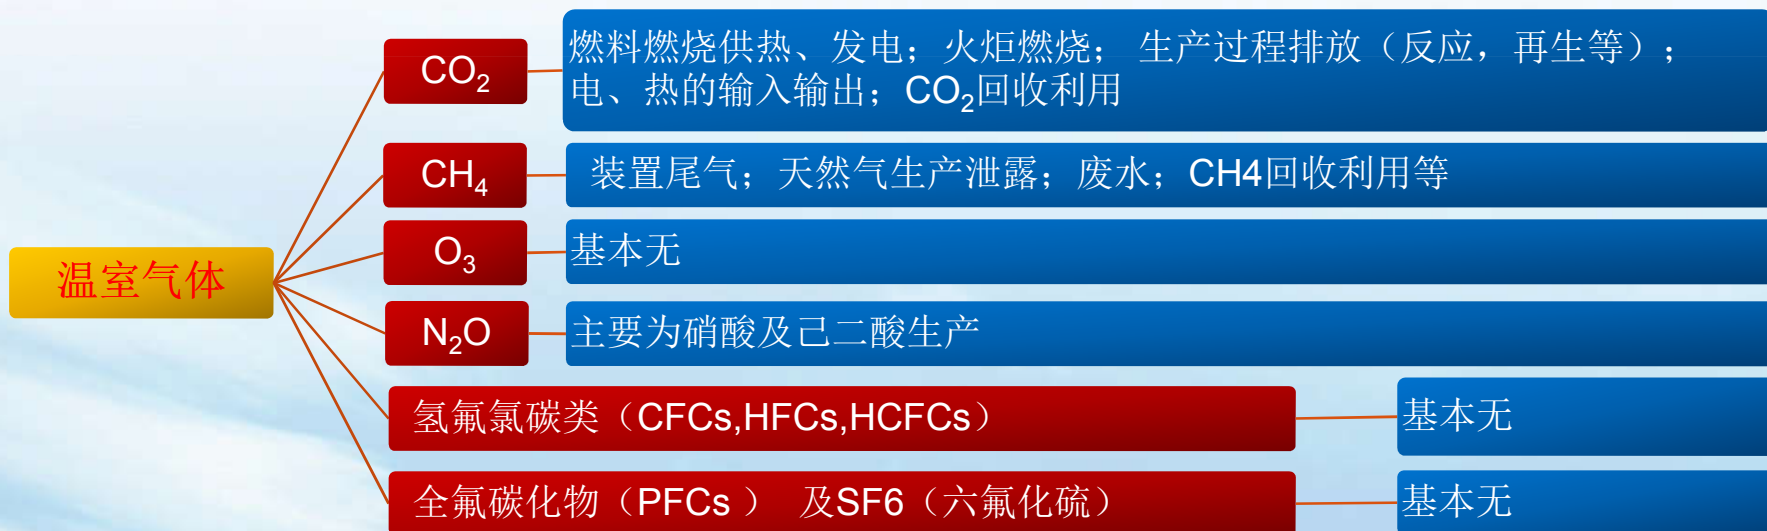 温室气体
CO₂
燃料燃烧供热、发电；火炬燃烧； 生产过程排放（反应，再生等）；
电、热的输入输出；CO₂回收利用
CH₄
装置尾气；天然气生产泄露；废水；CH4回收利用等
O₃
基本无
N₂O
主要为硝酸及己二酸生产
氢氟氯碳类（CFCs,HFCs,HCFCs）
基本无
全氟碳化物（PFCs ） 及SF6（六氟化硫）
基本无